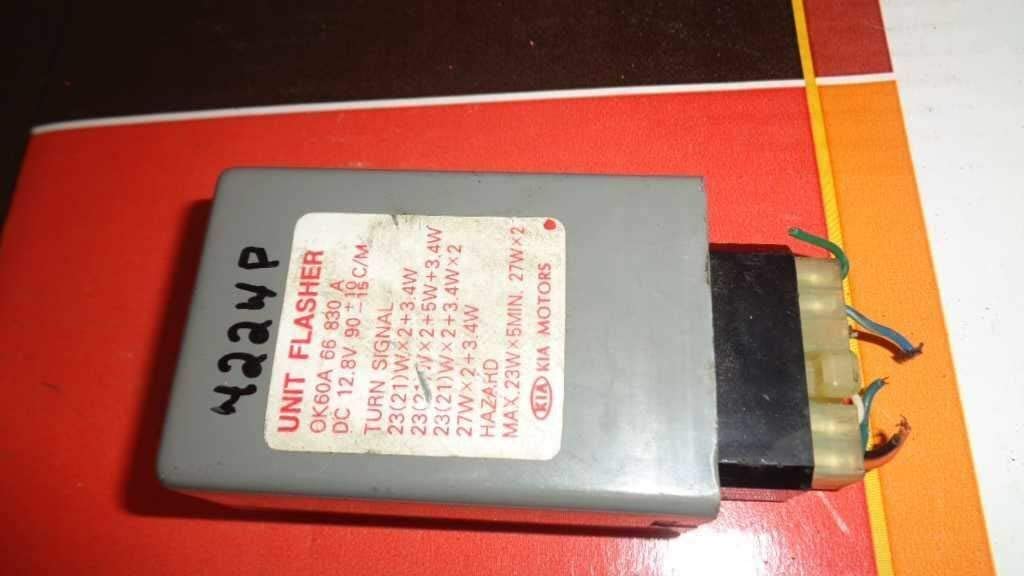 4224P
UNIT FLASHER
OK60A 66 830 A
DC 12.8V 90 +10 -15 C/M
TURN SIGNAL
23(21)W×2+3.4W
23(21)W×2+5W+3.4W
23(21)W×2+3.4W×2
27W×2+3.4W
HAZARD
MAX.23W×5MIN. 27W×2
KIA KIA MOTORS